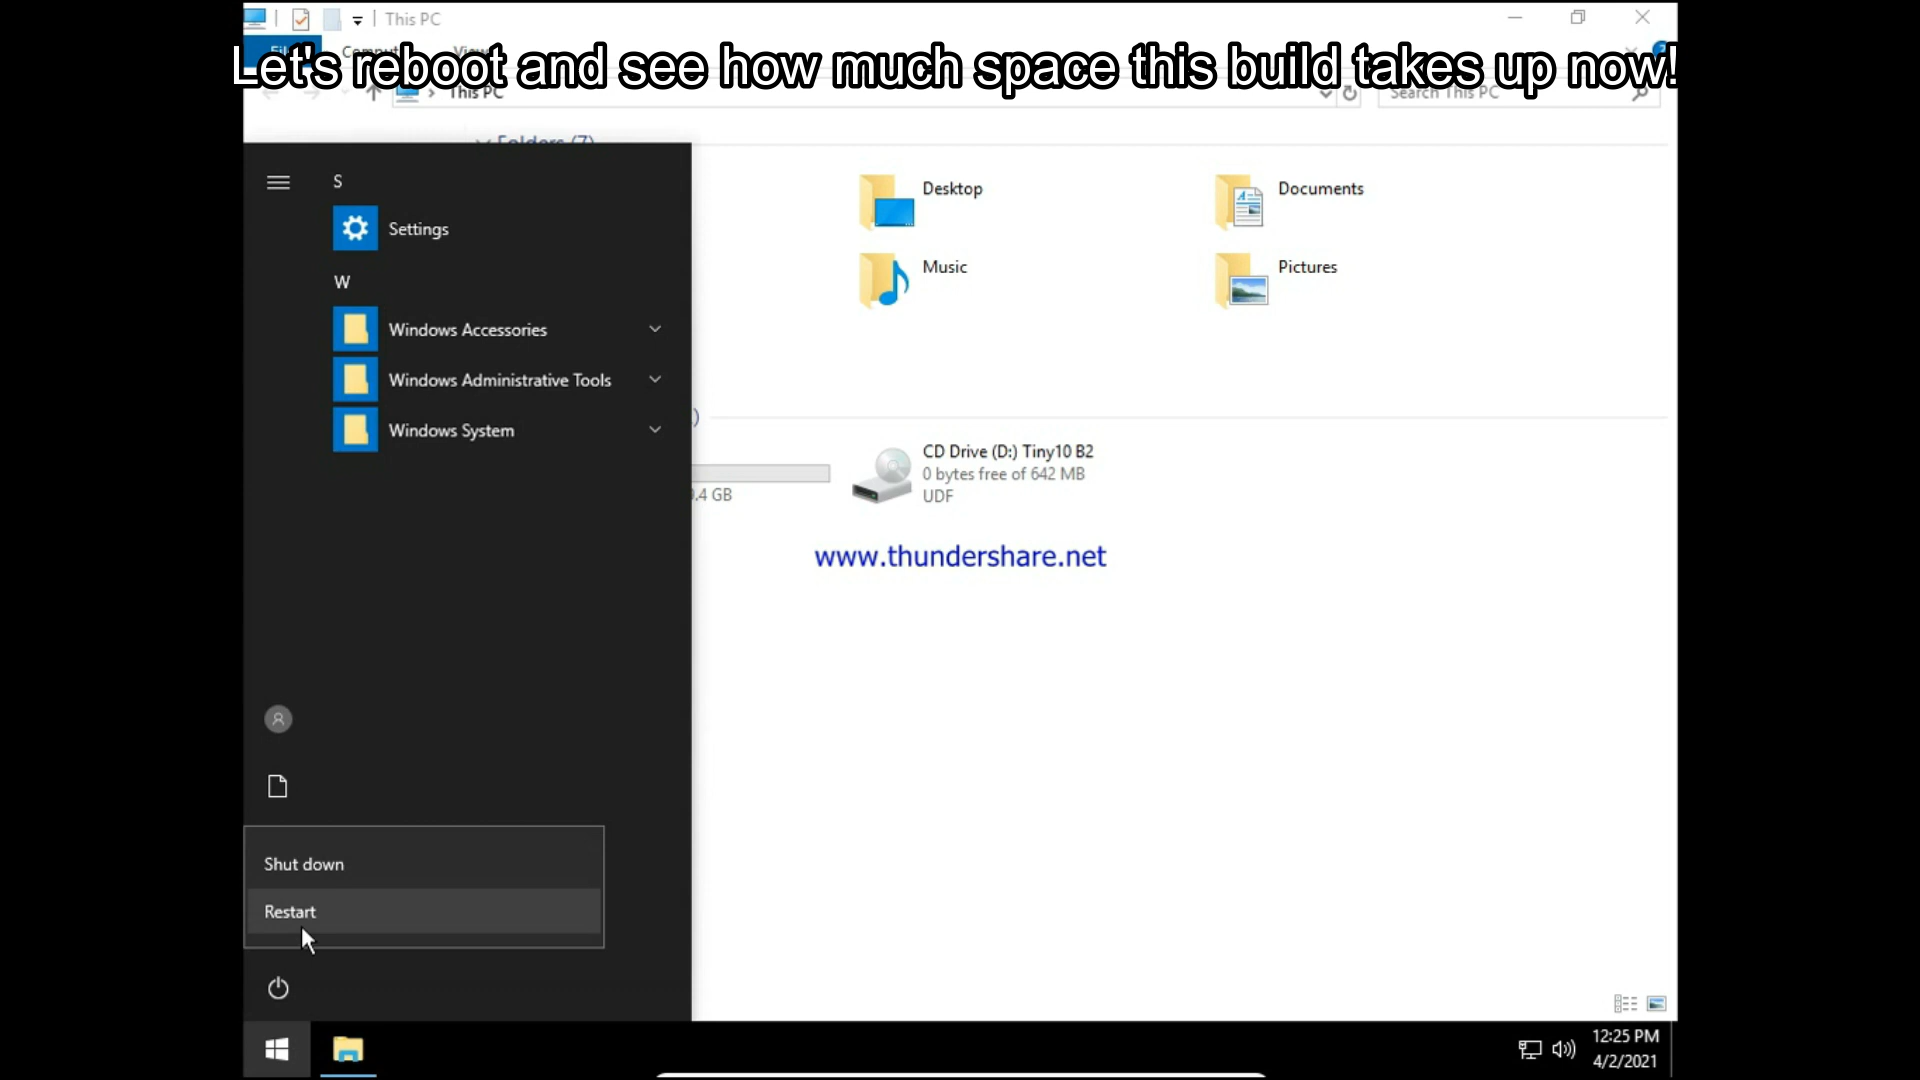 This PC
Let's reboot and see how much space this build takes up now!
File
Computer
View
This PC
Search This PC
Folders (7)
S
Settings
W
Windows Accessories
Windows Administrative Tools
Windows System
Desktop
Documents
Music
Pictures
)
.4 GB
CD Drive (D:) Tiny10 B2
0 bytes free of 642 MB
UDF
www.thundershare.net
Shut down
Restart
12:25 PM
4/2/2021